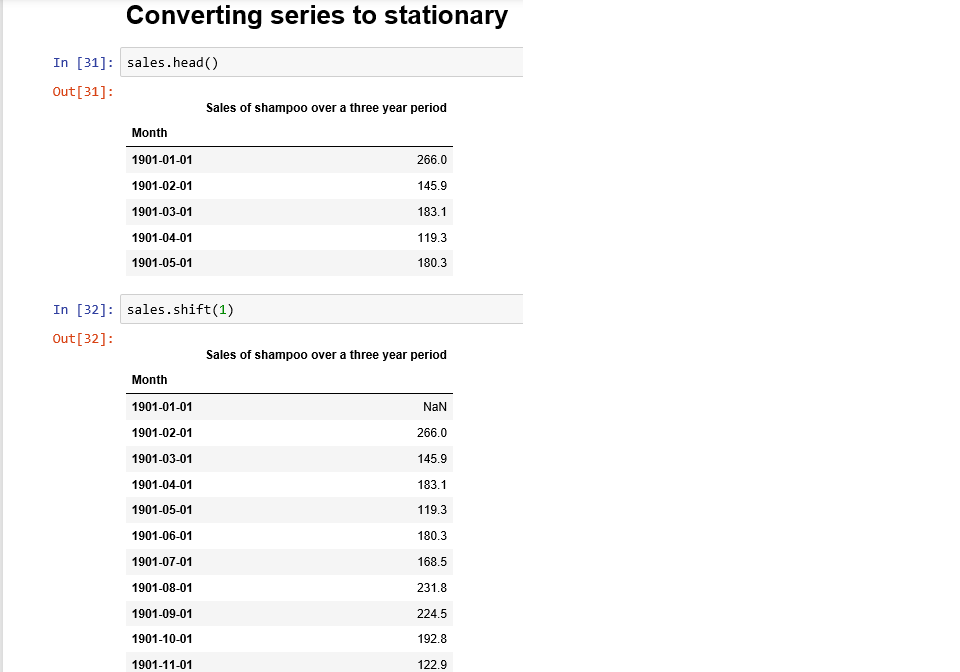 Converting series to stationary
In [31]: sales.head()
Out[31]:
Sales of shampoo over a three year period
Month
1901-01-01 266.0
1901-02-01 145.9
1901-03-01 183.1
1901-04-01 119.3
1901-05-01 180.3
In [32]: sales.shift(1)
Out[32]:
Sales of shampoo over a three year period
Month
1901-01-01 NaN
1901-02-01 266.0
1901-03-01 145.9
1901-04-01 183.1
1901-05-01 119.3
1901-06-01 180.3
1901-07-01 168.5
1901-08-01 231.8
1901-09-01 224.5
1901-10-01 192.8
1901-11-01 122.9